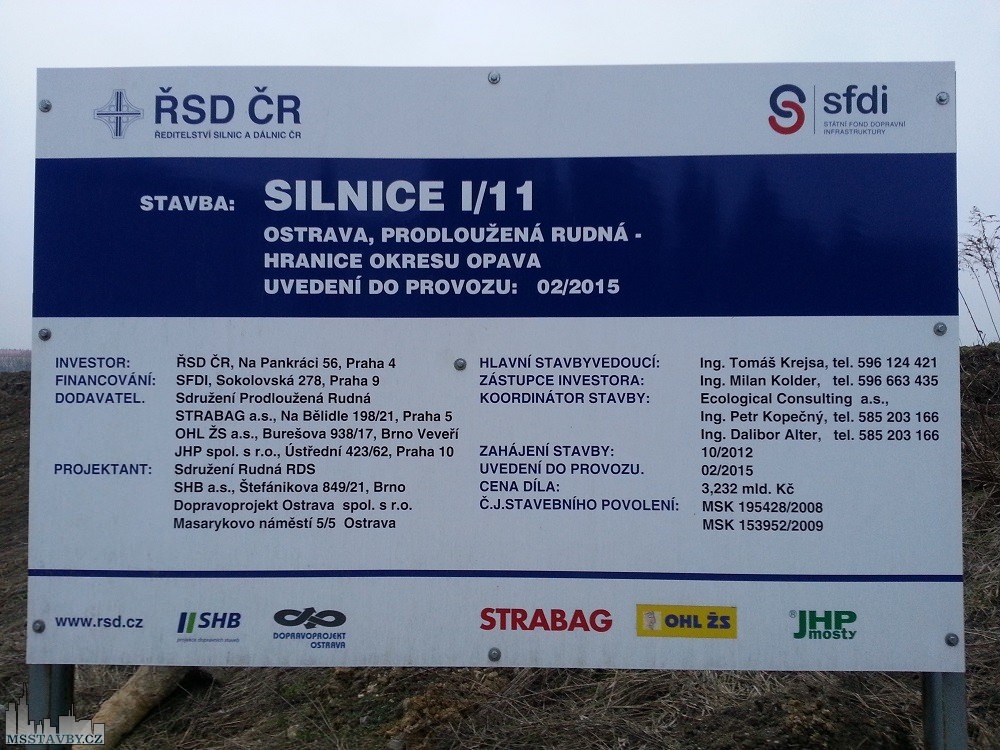 ŘSD ČR
ŘEDITELSTVÍ SILNIC A DÁLNIC ČR
sfdi
STÁTNÍ FOND DOPRAVNÍ
INFRASTRUKTURY
STAVBA: SILNICE I/11
OSTRAVA, PRODLOUŽENÁ RUDNÁ -
HRANICE OKRESU OPAVA
UVEDENÍ DO PROVOZU: 02/2015
INVESTOR: ŘSD ČR, Na Pankráci 56, Praha 4
FINANCOVÁNÍ: SFDI, Sokolovská 278, Praha 9
DODAVATEL. Sdružení Prodloužená Rudná
STRABAG a.s., Na Bělidle 198/21, Praha 5
OHL ŽS a.s., Burešova 938/17, Brno Veveří
JHP spol. s r.o., Ústřední 423/62, Praha 10
PROJEKTANT: Sdružení Rudná RDS
SHB a.s., Štefánikova 849/21, Brno
Dopravoprojekt Ostrava spol. s r.o.
Masarykovo náměstí 5/5 Ostrava
HLAVNÍ STAVBYVEDOUCÍ: Ing. Tomáš Krejsa, tel. 596 124 421
ZÁSTUPCE INVESTORA: Ing. Milan Kolder, tel. 596 663 435
KOORDINÁTOR STAVBY: Ecological Consulting a.s.,
Ing. Petr Kopečný, tel. 585 203 166
Ing. Dalibor Alter, tel. 585 203 166
ZAHÁJENÍ STAVBY: 10/2012
UVEDENÍ DO PROVOZU. 02/2015
CENA DÍLA: 3,232 mld. Kč
Č.J.STAVEBNÍHO POVOLENÍ: MSK 195428/2008
MSK 153952/2009
www.rsd.cz
SHB
projekce dopravních staveb
DOPRAVOPROJEKT
OSTRAVA
STRABAG
OHL ŽS
®JHP
mosty
MSSTAVBY.CZ